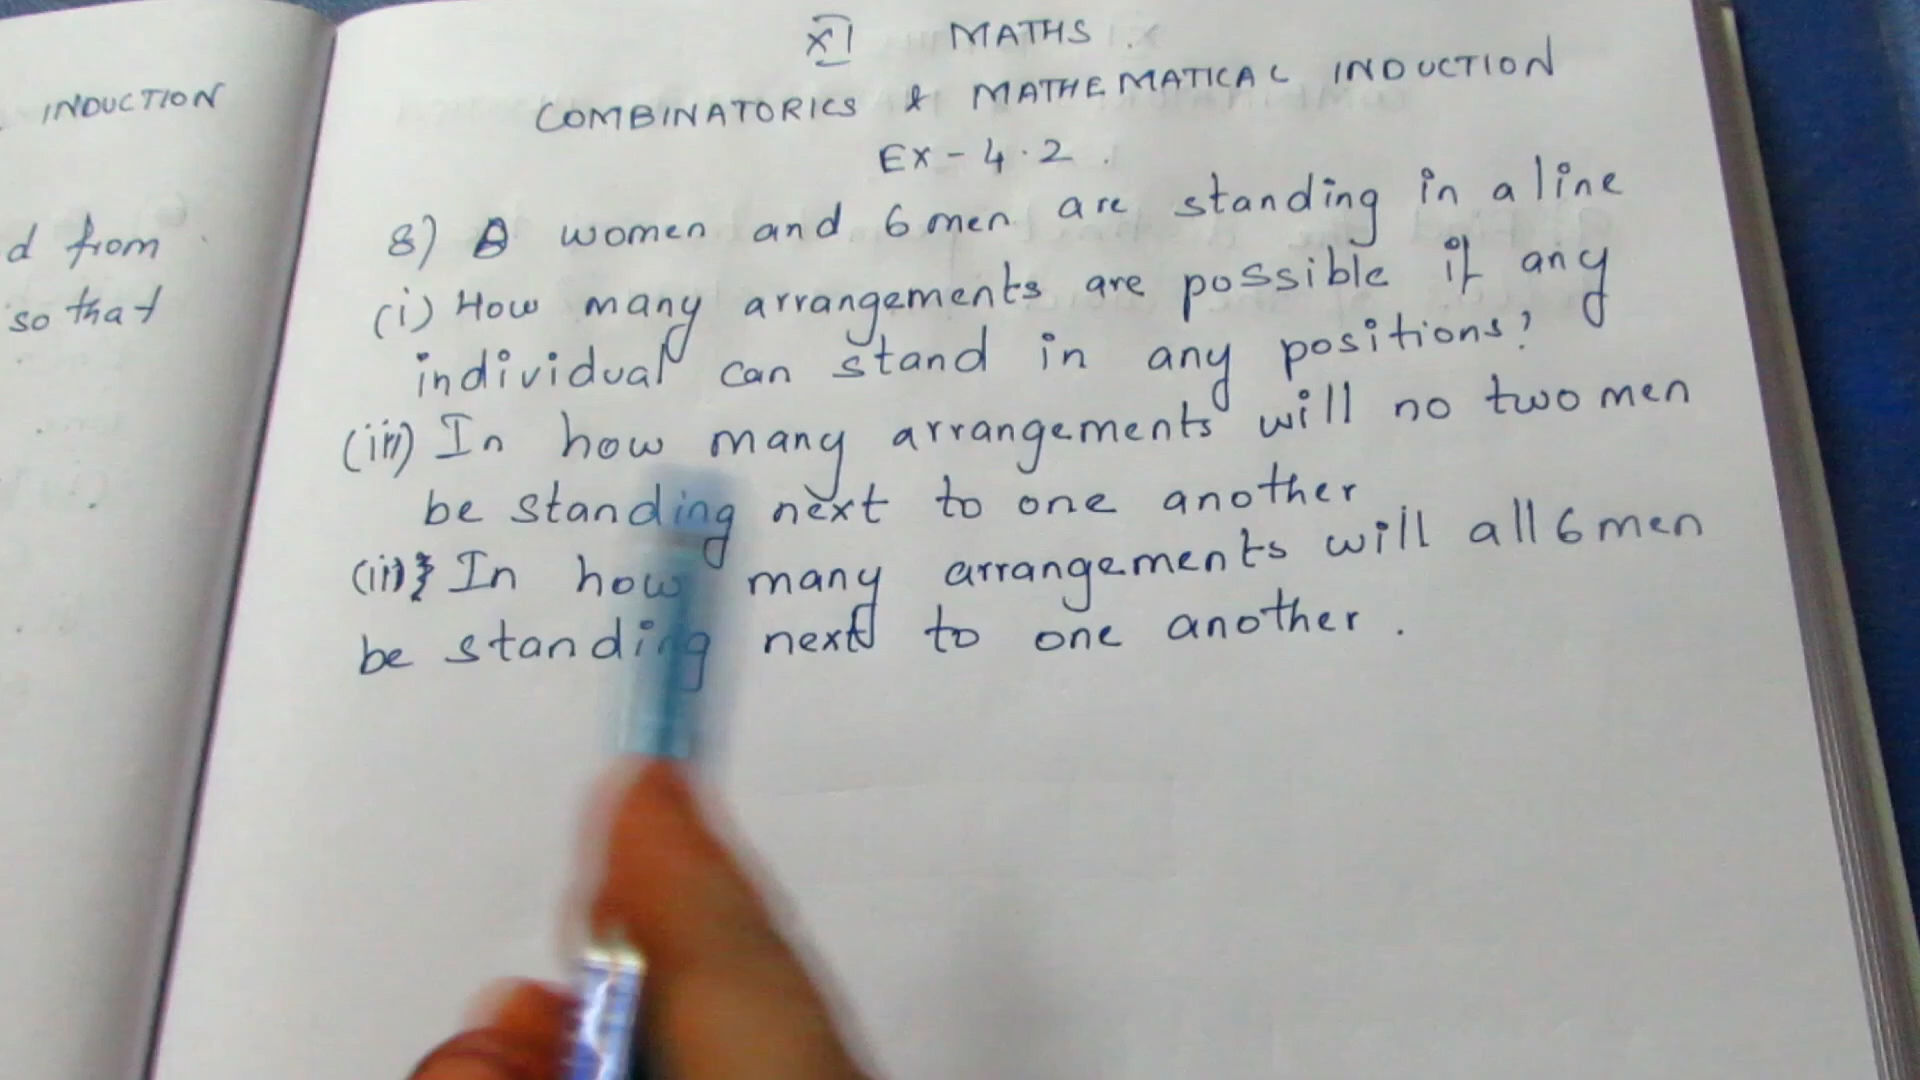 INDUCTION
d from
so that
XI MATHS
COMBINATORICS & MATHEMATICAL INDUCTION
EX - 4.2.
8) 8 women and 6 men are standing in a line
(i) How many arrangements are possible if any
individual can stand in any positions?
(iii) In how many arrangements will no two men
be standing next to one another
(ii) In how many arrangements will all 6 men
be standing next to one another.